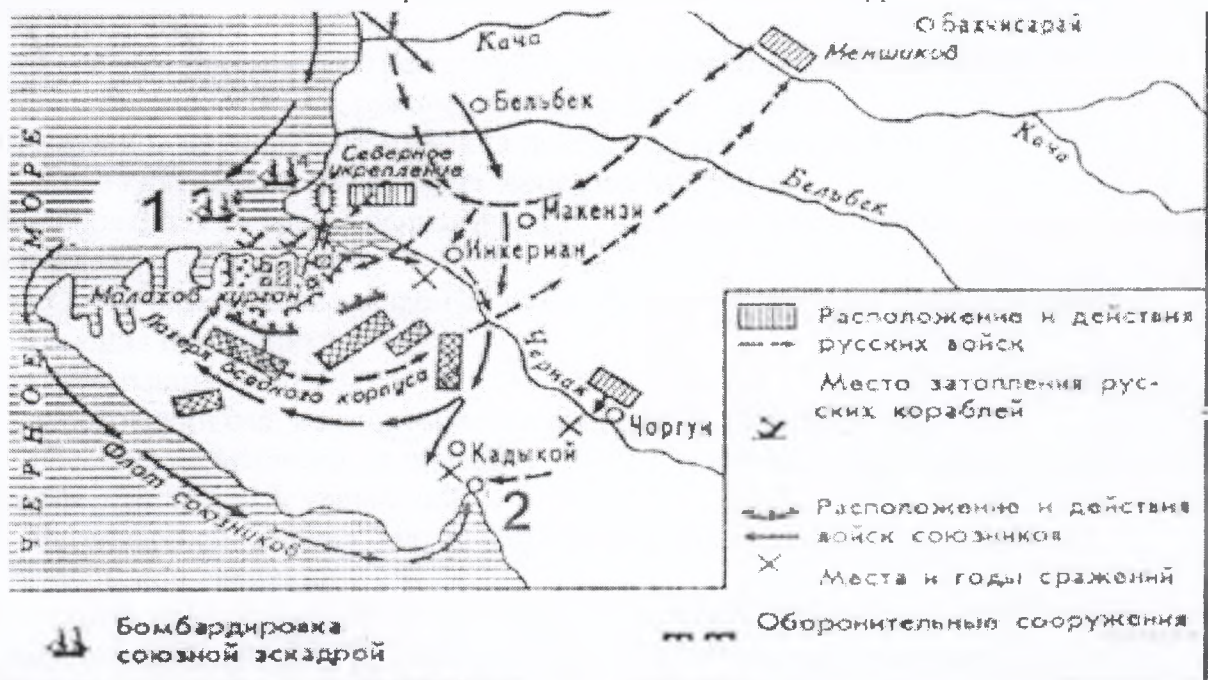 Бахчисарай
Кача
Меншиков
Бельбек
Кача
Северное
укрепление
Бельбек
1
Макензи
Инкерман
Малахов курган
Лагеря осадного корпуса
Черная
Чоргун
Кадыкой
2
Флот союзников
ЧЕРНОЕ МОРЕ
Расположение и действия
русских войск
Место затопления рус-
ских кораблей
Расположение и действия
войск союзников
Места и годы сражений
Оборонительные сооружения
Бомбардировка
союзной эскадрой